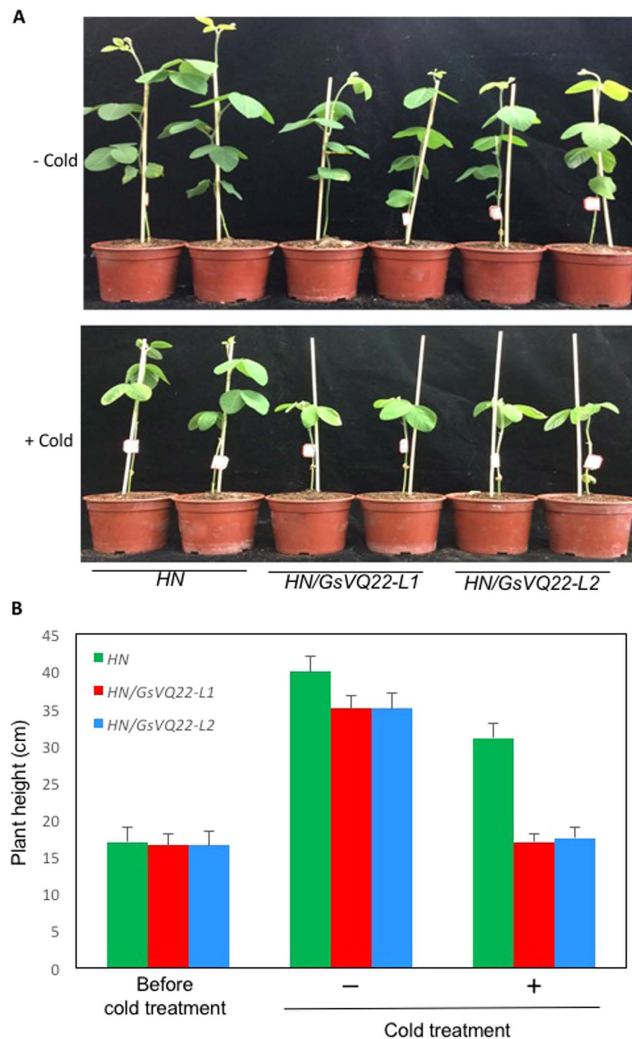 A
- Cold
+ Cold
HN
HN/GsVQ22-L1
HN/GsVQ22-L2
B
45
40
35
30
25
20
15
10
5
0
Plant height (cm)
HN
HN/GsVQ22-L1
HN/GsVQ22-L2
Before
cold treatment
−
+
Cold treatment